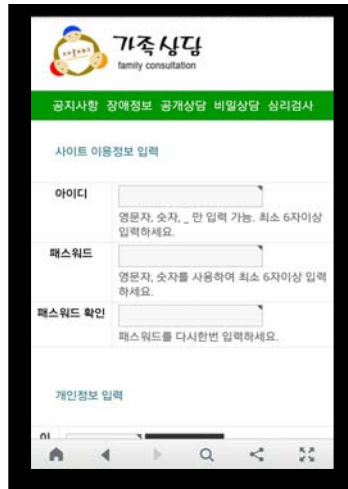 가족상담
family consultation
공지사항 장애정보 공개상담 비밀상담 심리검사
사이트 이용정보 입력
아이디
영문자, 숫자, _ 만 입력 가능. 최소 6자이상
입력하세요.
패스워드
영문자, 숫자를 사용하여 최소 6자이상 입력
하세요.
패스워드 확인
패스워드를 다시한번 입력하세요.
개인정보 입력